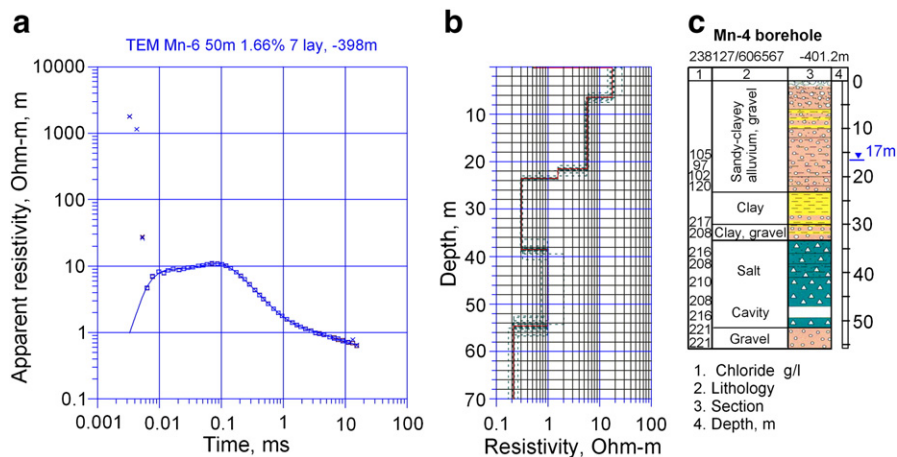 a
TEM Mn-6 50m 1.66% 7 lay, -398m
10000
1000
100
10
1
0.1
Apparent resistivity, Ohm-m, m
0.001
0.01
0.1
1
10
100
Time, ms
b
10
20
30
40
50
60
70
Depth, m
0.1
1
10
100
Resistivity, Ohm-m
c
Mn-4 borehole
238127/606567 -401.2m
1 2 3 4
105
97
102
120
217
208
216
208
210
208
216
221
221
Sandy-clayey
alluvium, gravel
Clay
Clay, gravel
Salt
Cavity
Gravel
0
10
17m
20
30
40
50
1. Chloride g/l
2. Lithology
3. Section
4. Depth, m